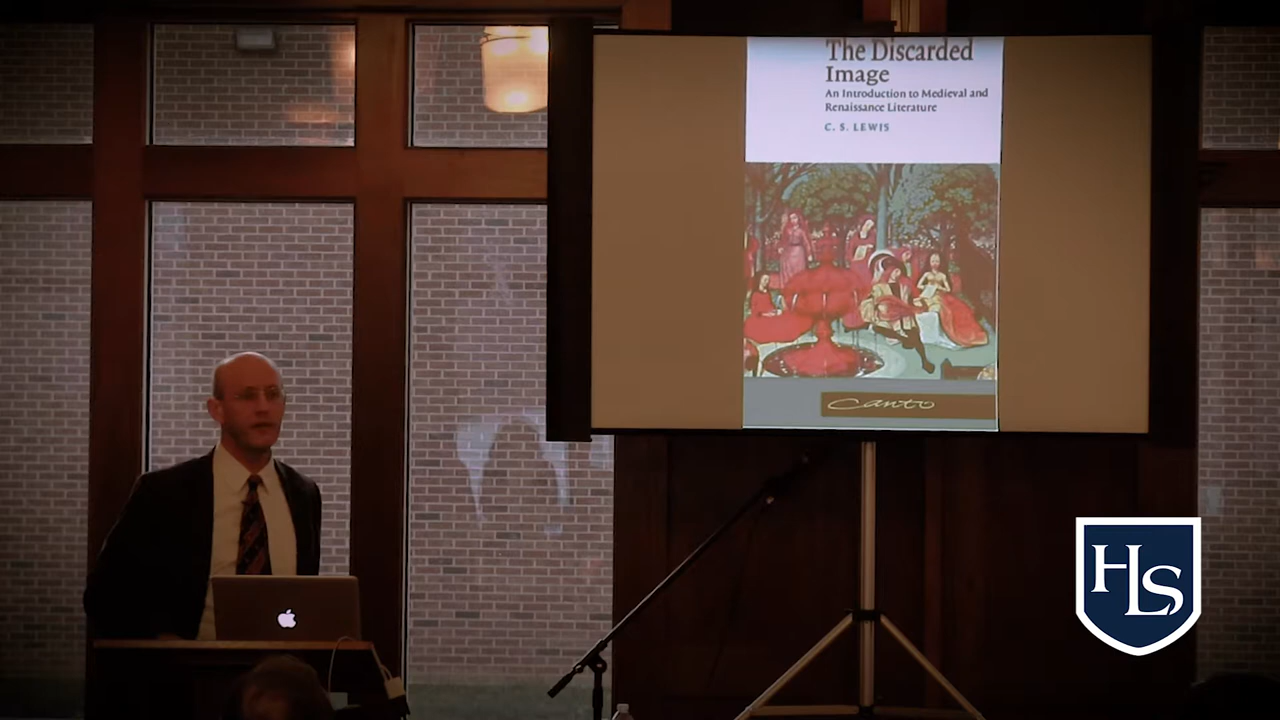 The Discarded
Image
An Introduction to Medieval and
Renaissance Literature
C. S. LEWIS
Canto
HLS